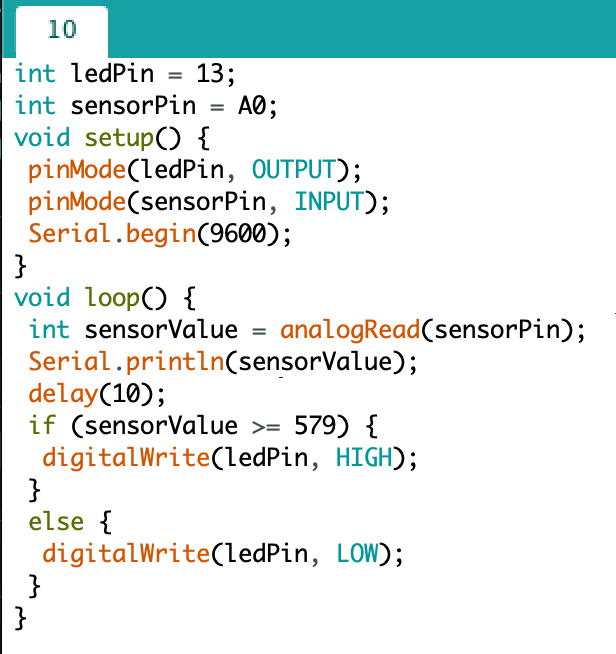 10
int ledPin = 13;
int sensorPin = A0;
void setup() {
 pinMode(ledPin, OUTPUT);
 pinMode(sensorPin, INPUT);
 Serial.begin(9600);
}
void loop() {
 int sensorValue = analogRead(sensorPin);
 Serial.println(sensorValue);
 delay(10);
 if (sensorValue >= 579) {
  digitalWrite(ledPin, HIGH);
 }
 else {
  digitalWrite(ledPin, LOW);
 }
}